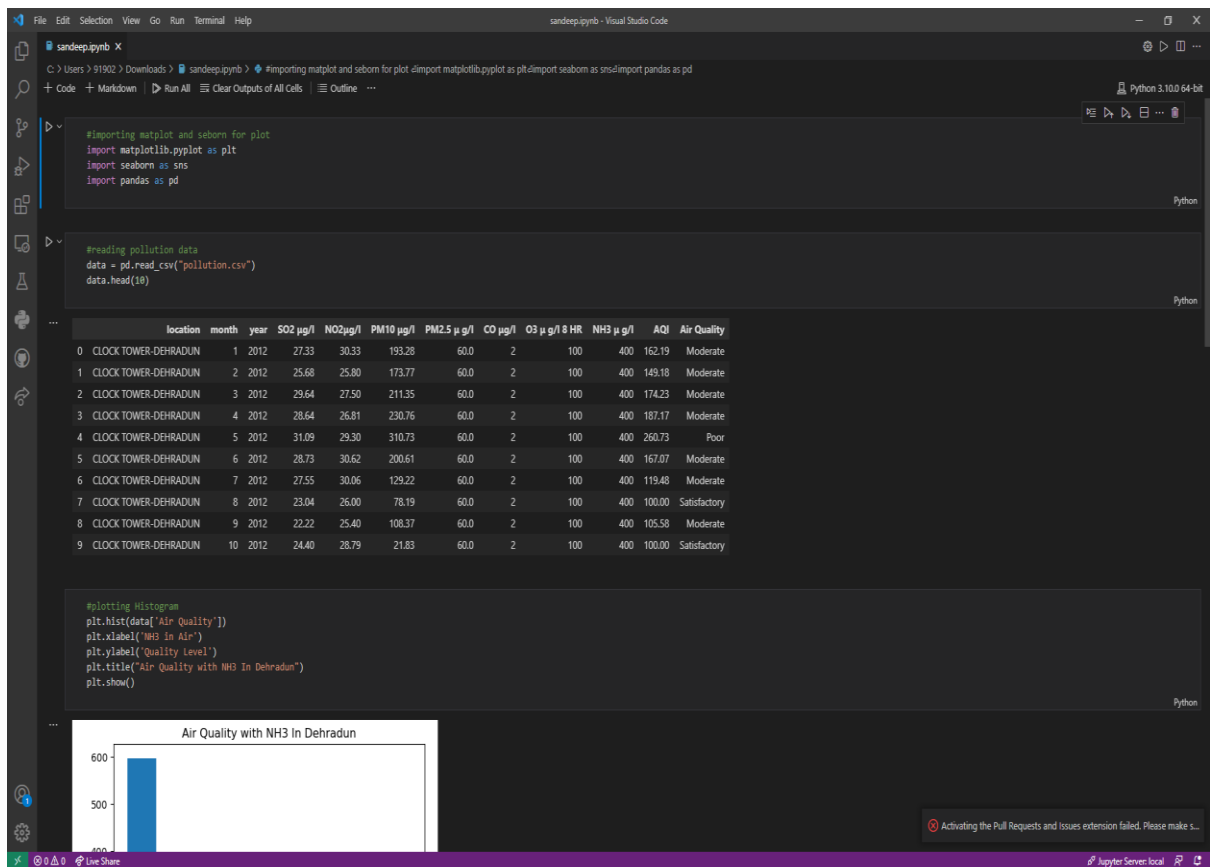 File Edit Selection View Go Run Terminal Help
sandeep.ipynb - Visual Studio Code
sandeep.ipynb
C: > Users > 91902 > Downloads > sandeep.ipynb > #importing matplot and seborn for plot import matplotlib.pyplot as plt import seaborn as sns import pandas as pd
+ Code + Markdown | Run All Clear Outputs of All Cells | Outline ...
Python 3.10.0 64-bit
#importing matplot and seborn for plot
import matplotlib.pyplot as plt
import seaborn as sns
import pandas as pd
Python
#reading pollution data
data = pd.read_csv("pollution.csv")
data.head(10)
Python
location month year SO2 µg/l NO2µg/l PM10 µg/l PM2.5 µ g/l CO µg/l O3 µ g/l 8 HR NH3 µ g/l AQI Air Quality
0 CLOCK TOWER-DEHRADUN 1 2012 27.33 30.33 193.28 60.0 2 100 400 162.19 Moderate
1 CLOCK TOWER-DEHRADUN 2 2012 25.68 25.80 173.77 60.0 2 100 400 149.18 Moderate
2 CLOCK TOWER-DEHRADUN 3 2012 29.64 27.50 211.35 60.0 2 100 400 174.23 Moderate
3 CLOCK TOWER-DEHRADUN 4 2012 28.64 26.81 230.76 60.0 2 100 400 187.17 Moderate
4 CLOCK TOWER-DEHRADUN 5 2012 31.09 29.30 310.73 60.0 2 100 400 260.73 Poor
5 CLOCK TOWER-DEHRADUN 6 2012 28.73 30.62 200.61 60.0 2 100 400 167.07 Moderate
6 CLOCK TOWER-DEHRADUN 7 2012 27.55 30.06 129.22 60.0 2 100 400 119.48 Moderate
7 CLOCK TOWER-DEHRADUN 8 2012 23.04 26.00 78.19 60.0 2 100 400 100.00 Satisfactory
8 CLOCK TOWER-DEHRADUN 9 2012 22.22 25.40 108.37 60.0 2 100 400 105.58 Moderate
9 CLOCK TOWER-DEHRADUN 10 2012 24.40 28.79 21.83 60.0 2 100 400 100.00 Satisfactory
#plotting Histogram
plt.hist(data['Air Quality'])
plt.xlabel('NH3 in Air')
plt.ylabel('Quality Level')
plt.title("Air Quality with NH3 In Dehradun")
plt.show()
Python
Air Quality with NH3 In Dehradun
600
500
400
Activating the Pull Requests and Issues extension failed. Please make s...
1
0 0 0 Live Share
Jupyter Server: local